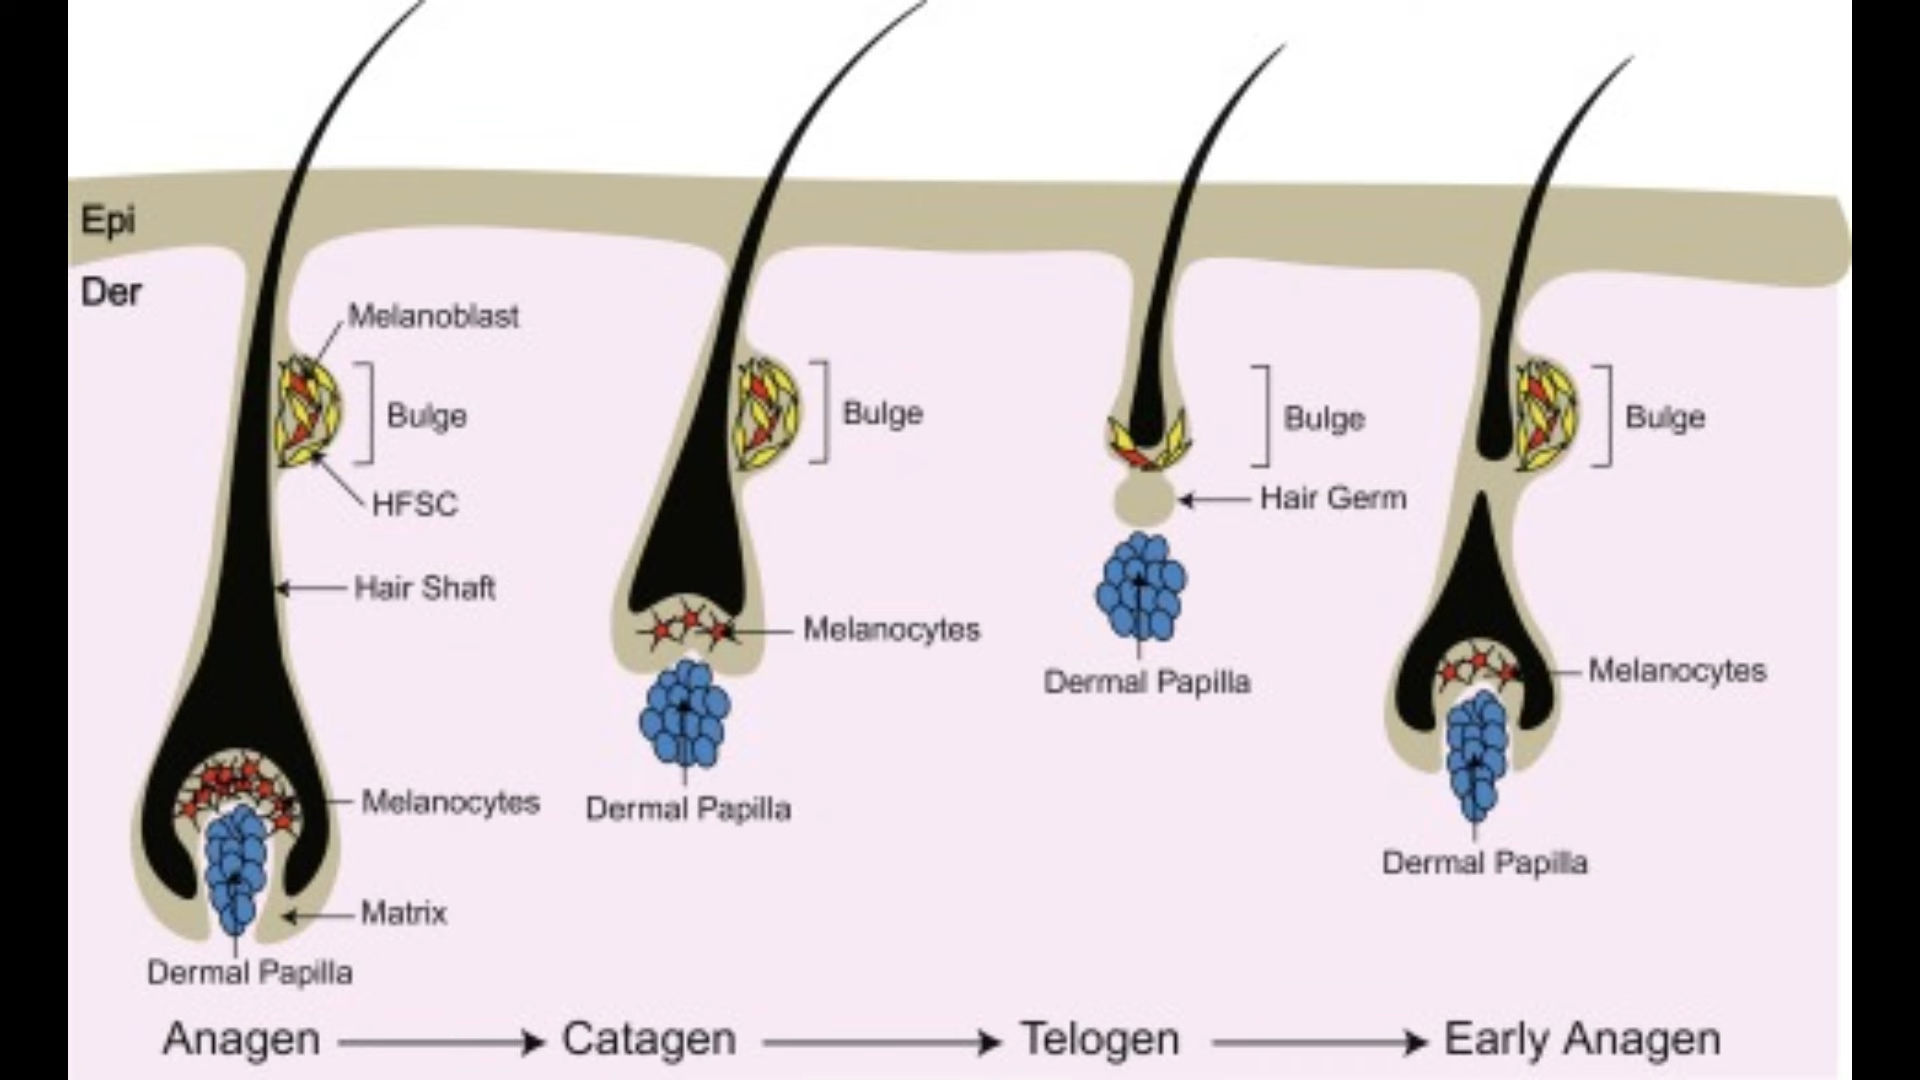 Epi
Der
Melanoblast
Bulge
HFSC
Hair Shaft
Melanocytes
Matrix
Dermal Papilla
Bulge
Melanocytes
Dermal Papilla
Bulge
Hair Germ
Dermal Papilla
Bulge
Melanocytes
Dermal Papilla
Anagen
Catagen
Telogen
Early Anagen